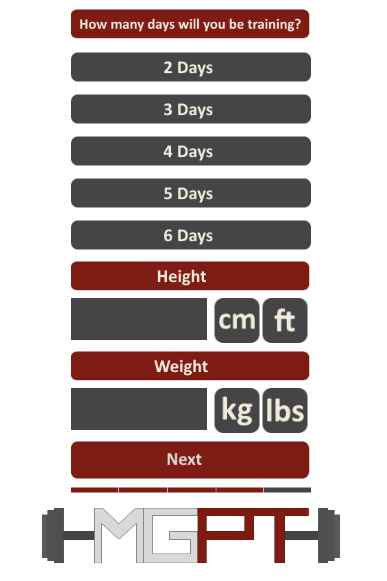 How many days will you be training?
2 Days
3 Days
4 Days
5 Days
6 Days
Height
cm ft
Weight
kg lbs
Next
MGPT